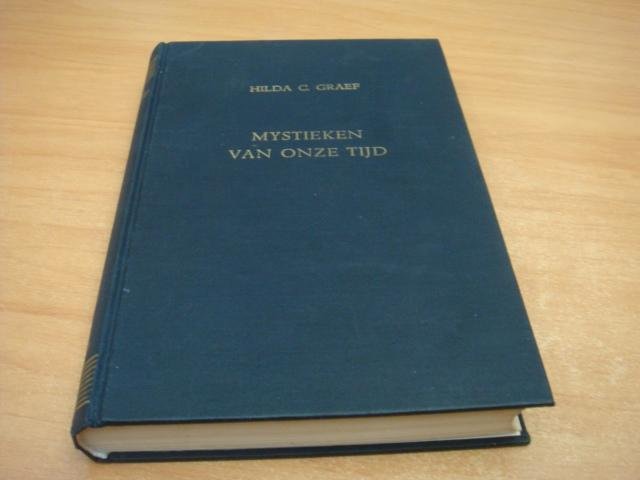 HILDA C. GRAEF
MYSTIEKEN
VAN ONZE TIJD